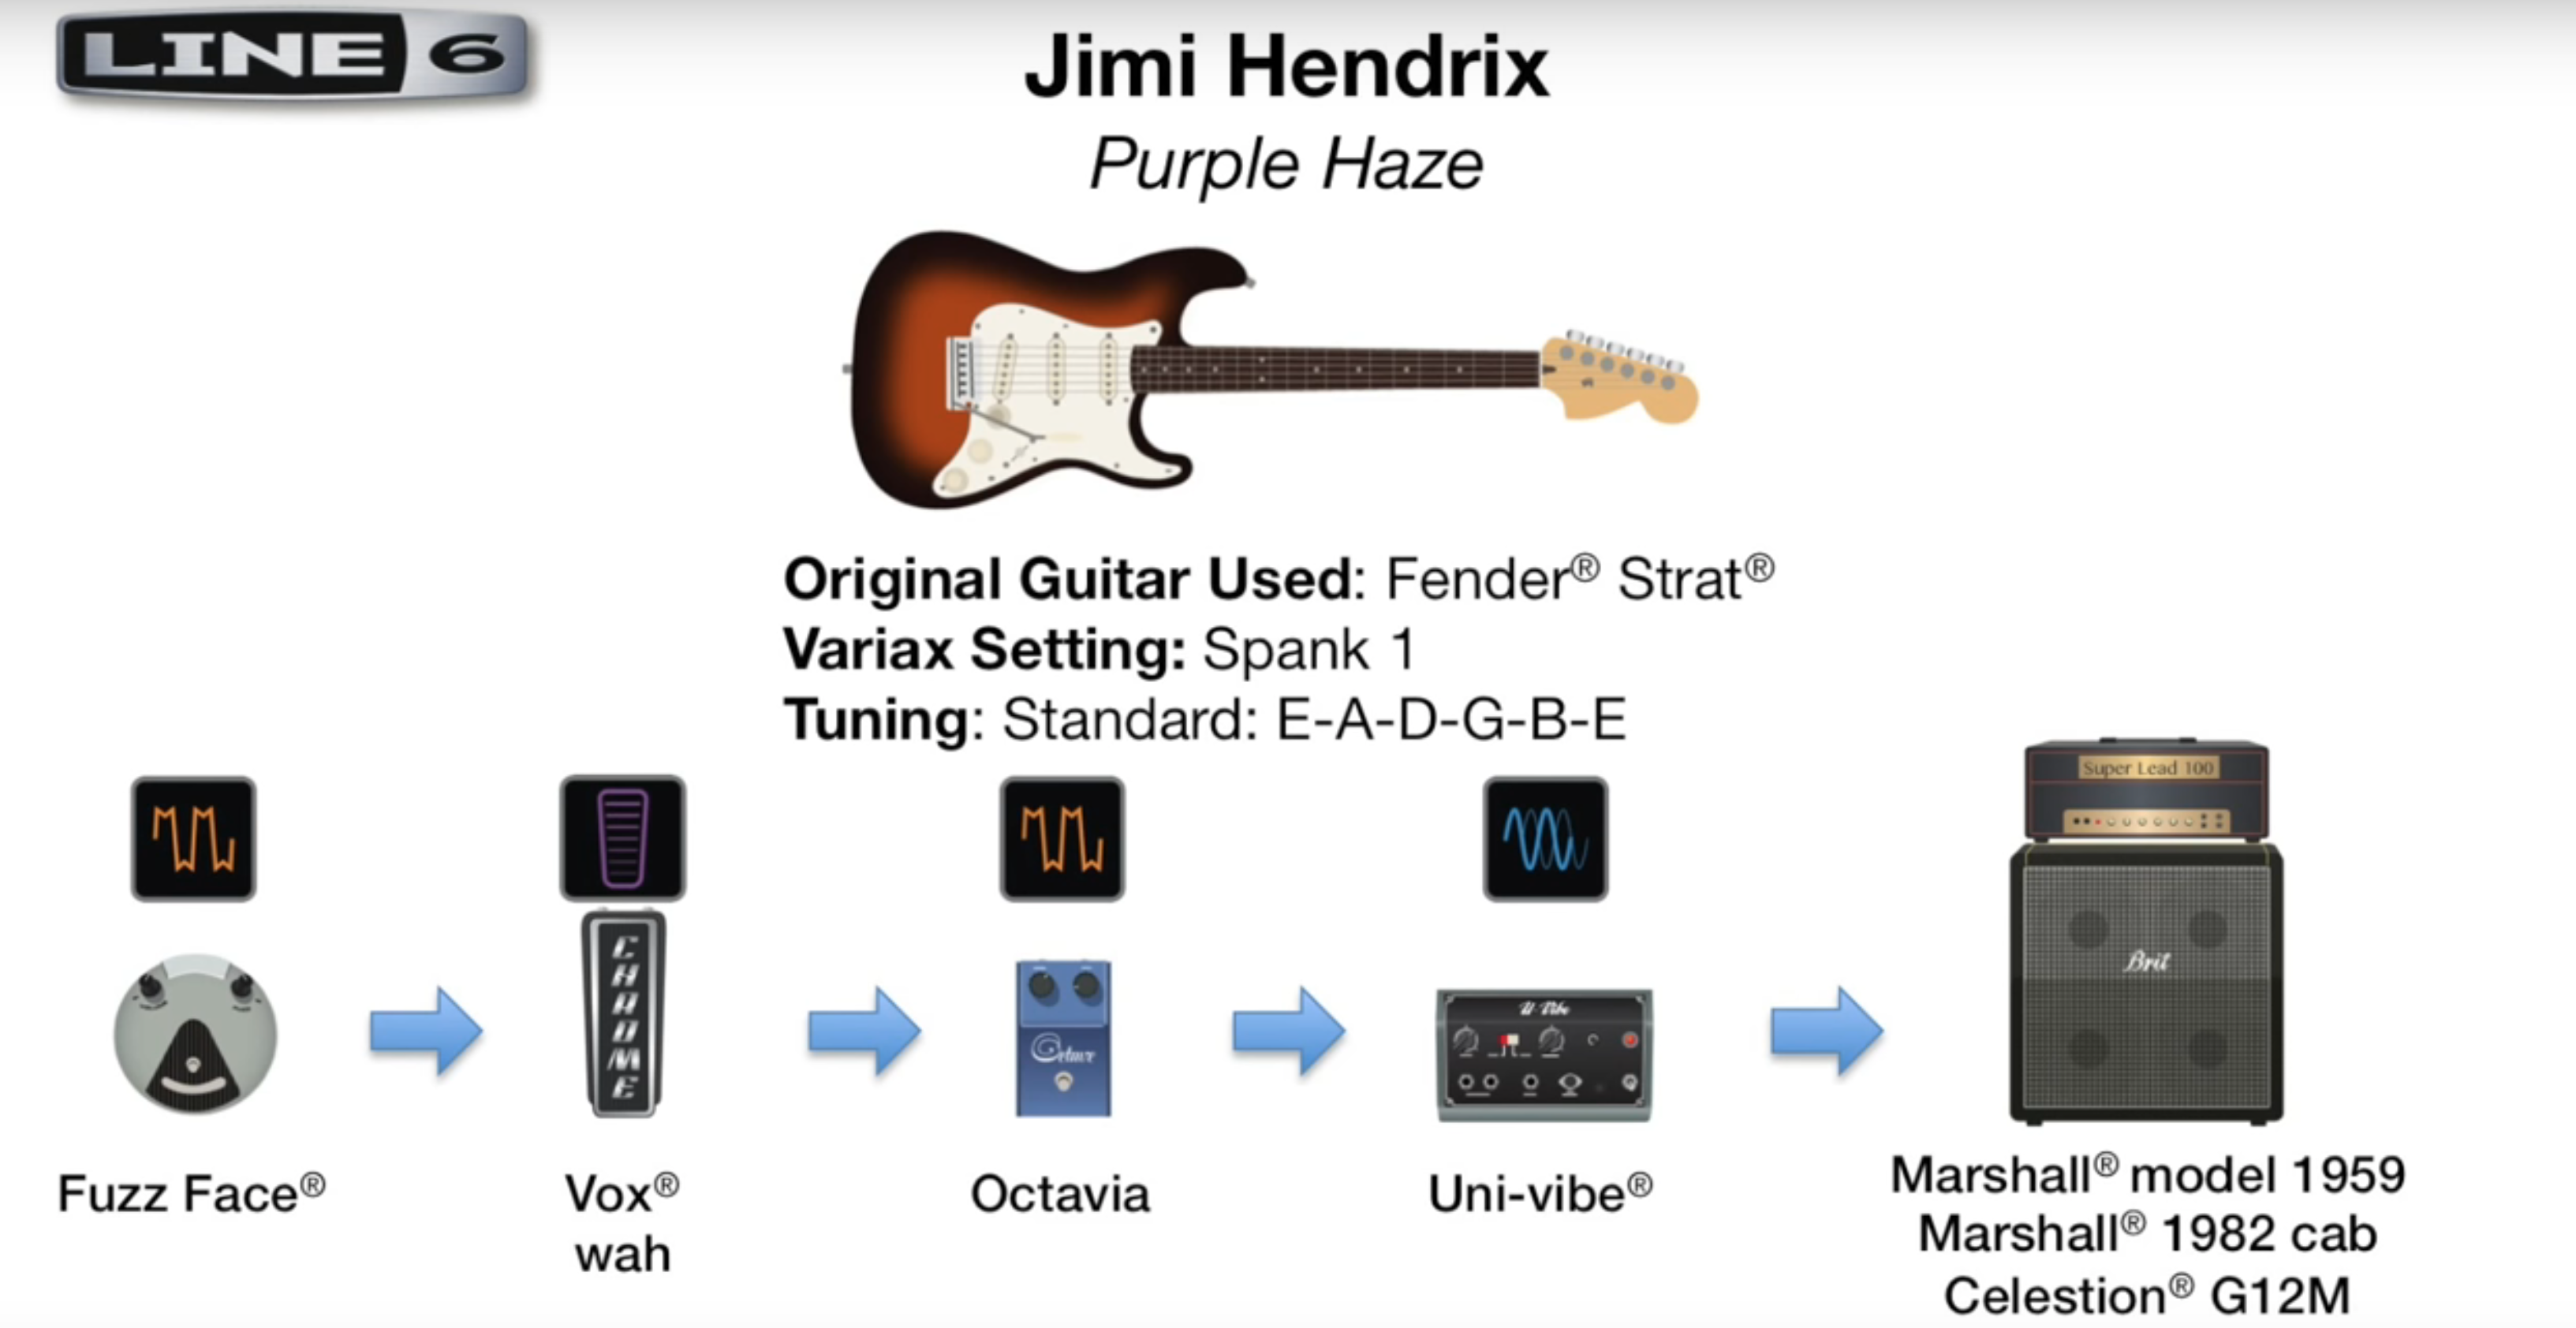 LINE 6
Jimi Hendrix
Purple Haze
Original Guitar Used: Fender® Strat®
Variax Setting: Spank 1
Tuning: Standard: E-A-D-G-B-E
Super Lead 100
Brit
CHROME
Octave
U-Vibe
Fuzz Face®
Vox®
wah
Octavia
Uni-vibe®
Marshall® model 1959
Marshall® 1982 cab
Celestion® G12M